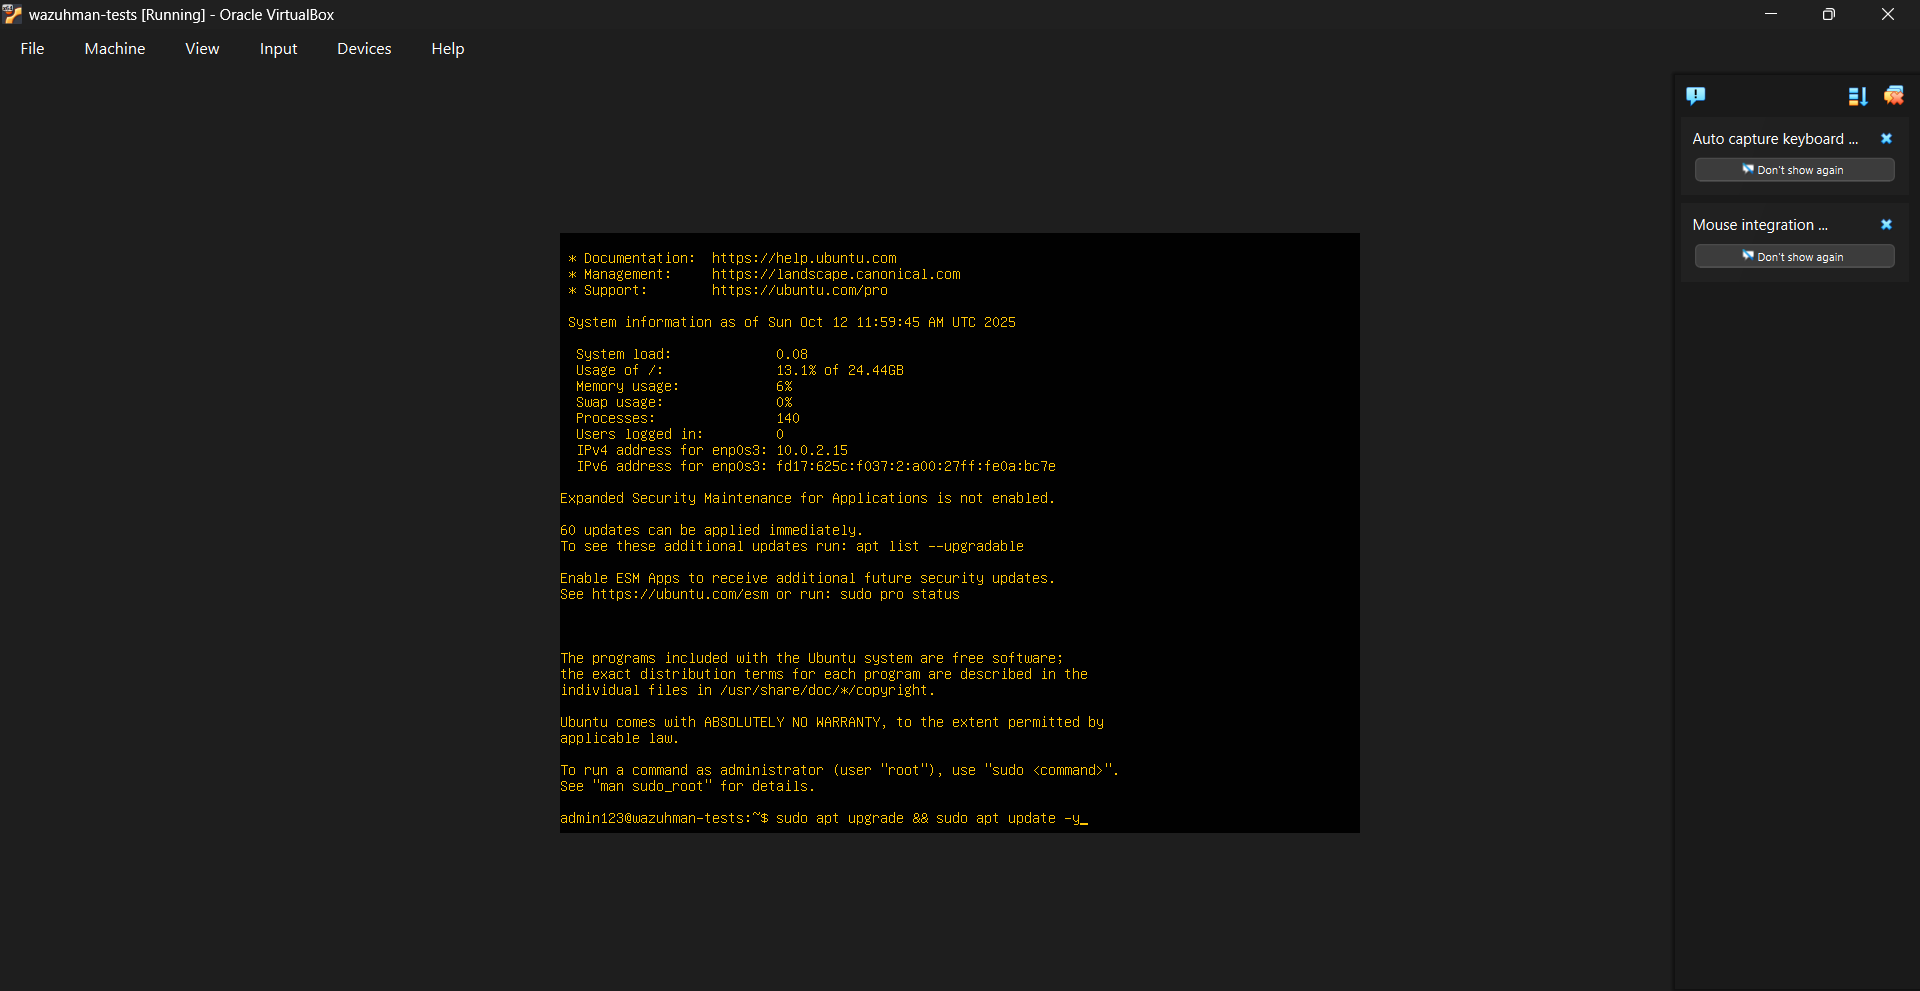 wazuhman-tests [Running] - Oracle VirtualBox
File Machine View Input Devices Help
Auto capture keyboard ...
Don't show again
Mouse integration ...
Don't show again
* Documentation: https://help.ubuntu.com
* Management: https://landscape.canonical.com
* Support: https://ubuntu.com/pro
System information as of Sun Oct 12 11:59:45 AM UTC 2025
System load: 0.08
Usage of /: 13.1% of 24.44GB
Memory usage: 6%
Swap usage: 0%
Processes: 140
Users logged in: 0
IPv4 address for enp0s3: 10.0.2.15
IPv6 address for enp0s3: fd17:625c:f037:2:a00:27ff:fe0a:bc7e
Expanded Security Maintenance for Applications is not enabled.
60 updates can be applied immediately.
To see these additional updates run: apt list --upgradable
Enable ESM Apps to receive additional future security updates.
See https://ubuntu.com/esm or run: sudo pro status
The programs included with the Ubuntu system are free software;
the exact distribution terms for each program are described in the
individual files in /usr/share/doc/*/copyright.
Ubuntu comes with ABSOLUTELY NO WARRANTY, to the extent permitted by
applicable law.
To run a command as administrator (user "root"), use "sudo <command>".
See "man sudo_root" for details.
admin123@wazuhman-tests:~$ sudo apt upgrade && sudo apt update -y_